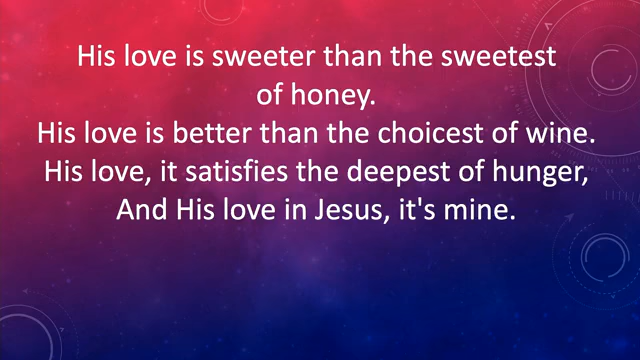 His love is sweeter than the sweetest
of honey.
His love is better than the choicest of wine.
His love, it satisfies the deepest of hunger,
And His love in Jesus, it's mine.